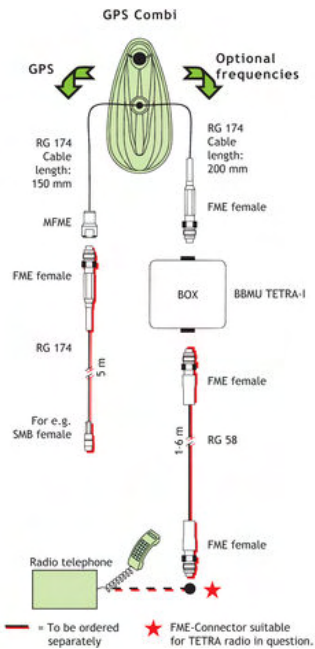 GPS Combi
GPS
Optional
frequencies
RG 174
Cable
length:
150 mm
RG 174
Cable
length:
200 mm
FME female
MFME
FME female
BOX
BBMU TETRA-I
RG 174
5 m
FME female
For e.g.
SMB female
1-6 m
RG 58
FME female
Radio telephone
= To be ordered
separately
FME-Connector suitable
for TETRA radio in question.